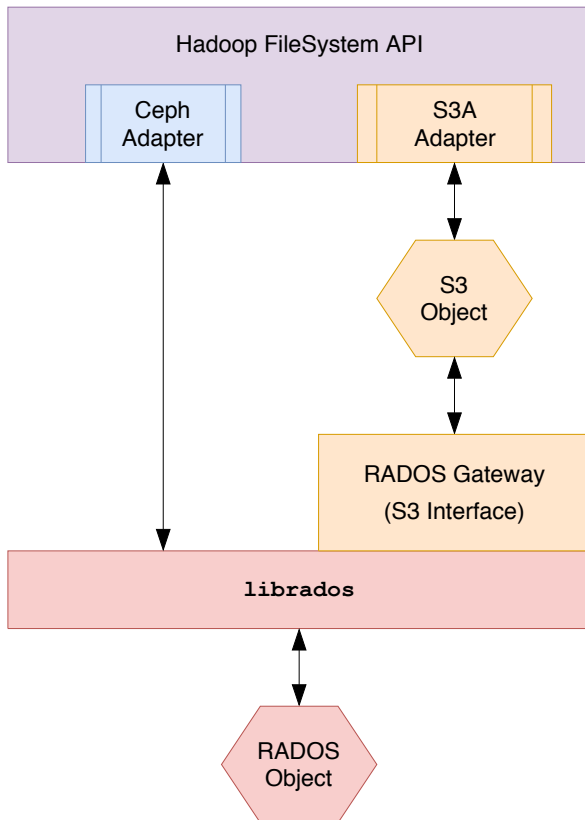 Hadoop FileSystem API
Ceph
Adapter
S3A
Adapter
S3
Object
RADOS Gateway
(S3 Interface)
librados
RADOS
Object